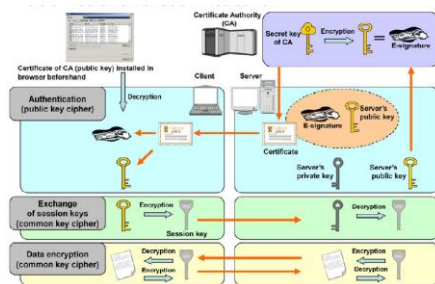 Certificate Authority
(CA)
Secret key
of CA
Encryption
=
E-signature
Certificate of CA (public key) installed in
browser beforehand
Client
Server
Authentication
(public key cipher)
Decryption
E-signature
Server's
public key
Certificate
Server's
private key
Server's
public key
Exchange
of session keys
(common key cipher)
Encryption
Session key
Decryption
Data encryption
(common key cipher)
Decryption
Encryption
Encryption
Decryption